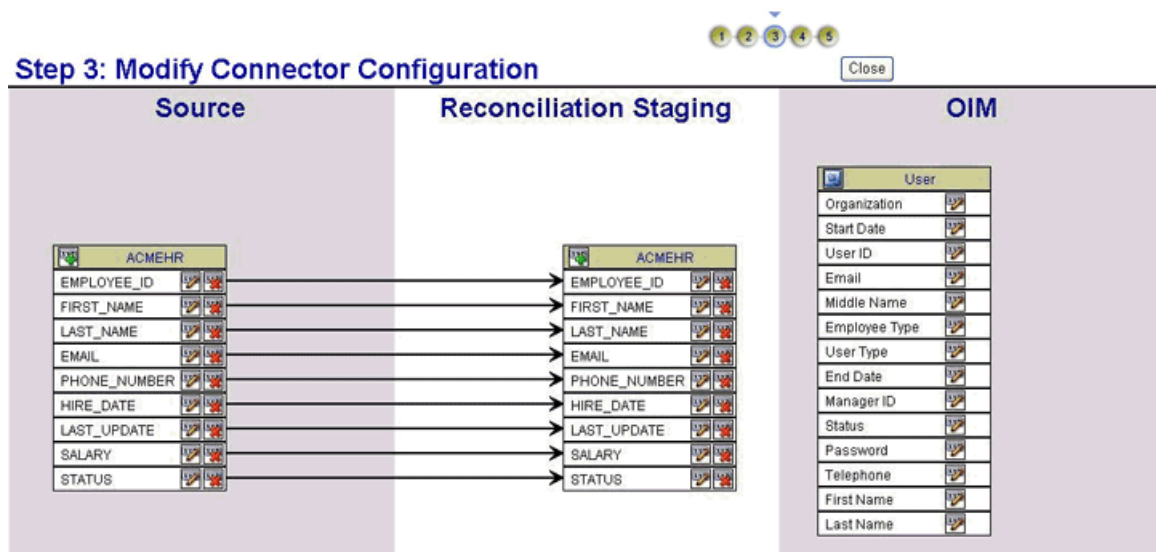 1 2 3 4 5
Step 3: Modify Connector Configuration
Close
Source
Reconciliation Staging
OIM
ACMEHR
EMPLOYEE_ID
FIRST_NAME
LAST_NAME
EMAIL
PHONE_NUMBER
HIRE_DATE
LAST_UPDATE
SALARY
STATUS
ACMEHR
EMPLOYEE_ID
FIRST_NAME
LAST_NAME
EMAIL
PHONE_NUMBER
HIRE_DATE
LAST_UPDATE
SALARY
STATUS
User
Organization
Start Date
User ID
Email
Middle Name
Employee Type
User Type
End Date
Manager ID
Status
Password
Telephone
First Name
Last Name